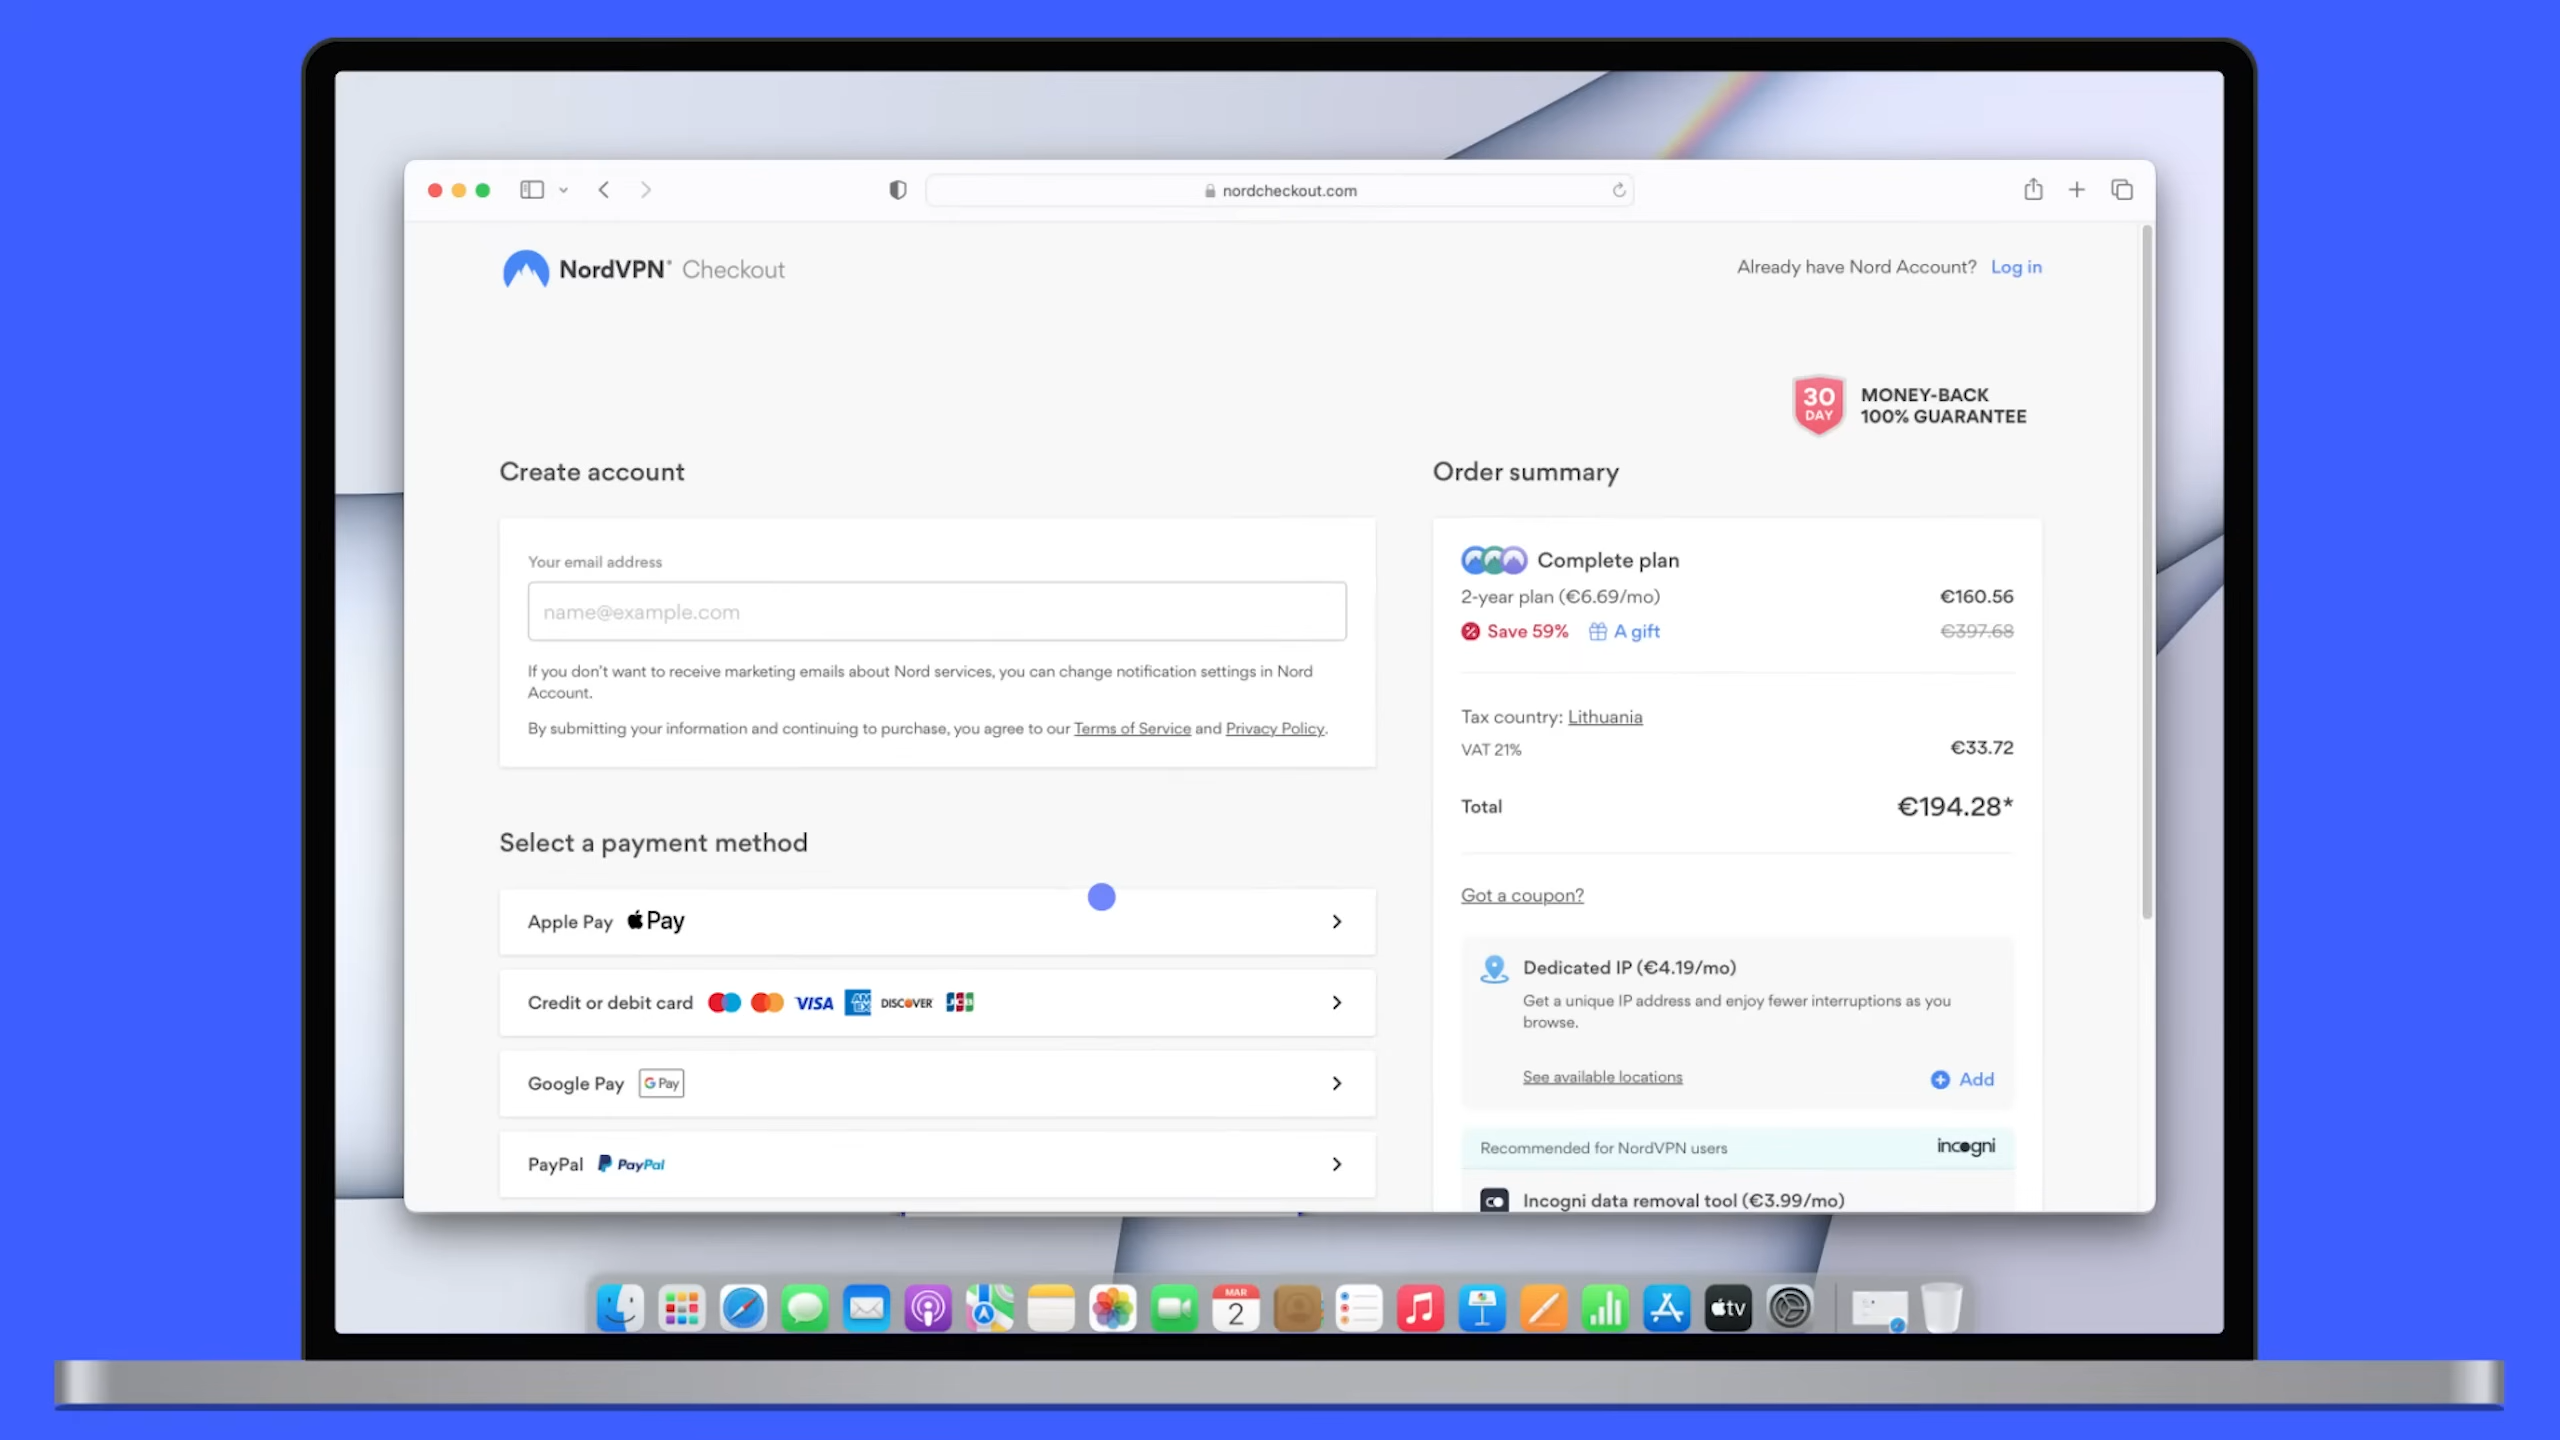 nordcheckout.com
NordVPN® Checkout
Already have Nord Account? Log in
30
DAY
MONEY-BACK
100% GUARANTEE
Create account
Your email address
name@example.com
If you don't want to receive marketing emails about Nord services, you can change notification settings in Nord
Account.
By submitting your information and continuing to purchase, you agree to our Terms of Service and Privacy Policy.
Select a payment method
Apple Pay Pay
Credit or debit card VISA AMEX DISCOVER JCB
Google Pay G Pay
PayPal PayPal
Order summary
Complete plan
2-year plan (€6.69/mo) €160.56
Save 59% A gift €397.68
Tax country: Lithuania
VAT 21% €33.72
Total €194.28*
Got a coupon?
Dedicated IP (€4.19/mo)
Get a unique IP address and enjoy fewer interruptions as you
browse.
See available locations Add
Recommended for NordVPN users incogni
Incogni data removal tool (€3.99/mo)
MAR
2
tv